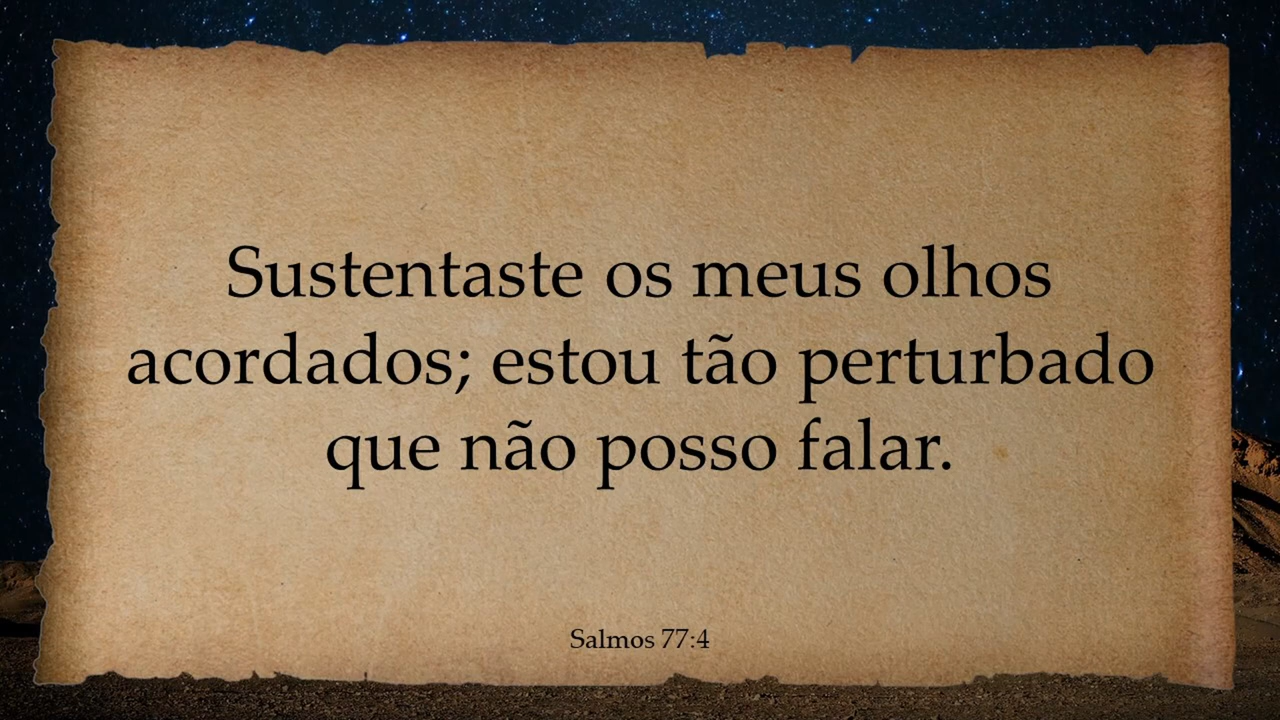 Sustentaste os meus olhos
acordados; estou tão perturbado
que não posso falar.
Salmos 77:4